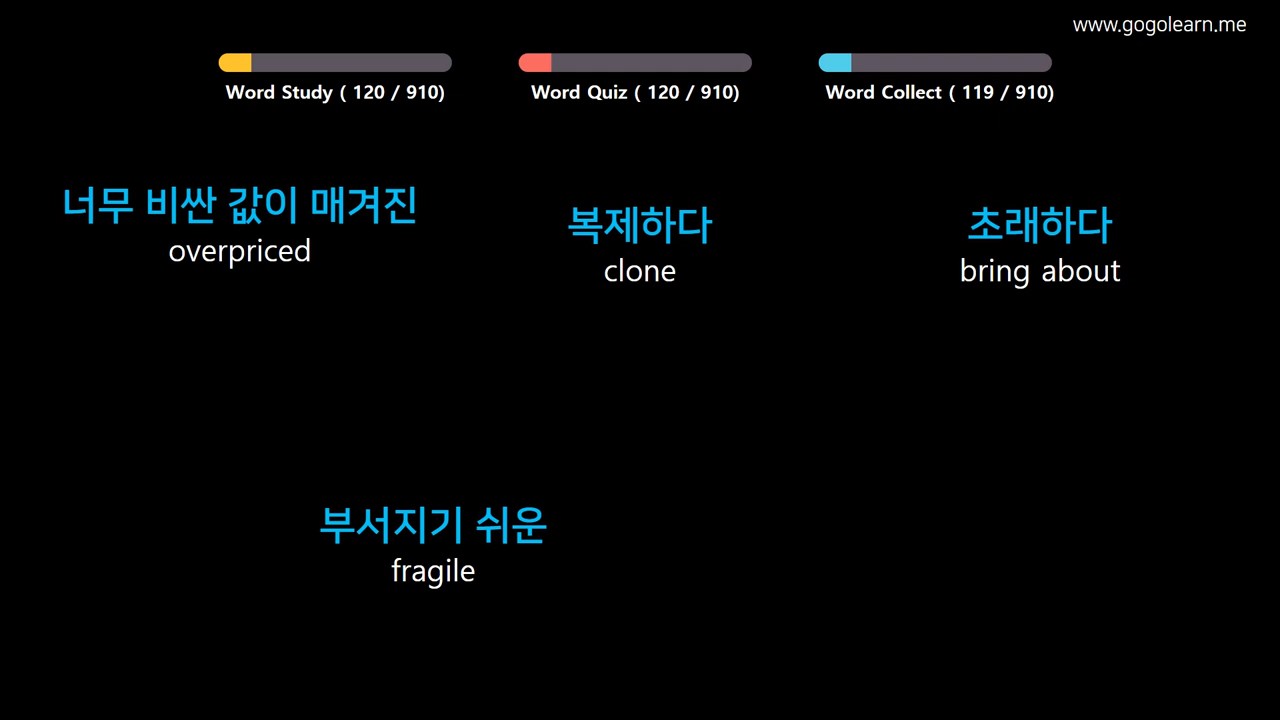 www.gogolearn.me
Word Study ( 120 / 910)
Word Quiz ( 120 / 910)
Word Collect ( 119 / 910)
너무 비싼 값이 매겨진
overpriced
복제하다
clone
초래하다
bring about
부서지기 쉬운
fragile